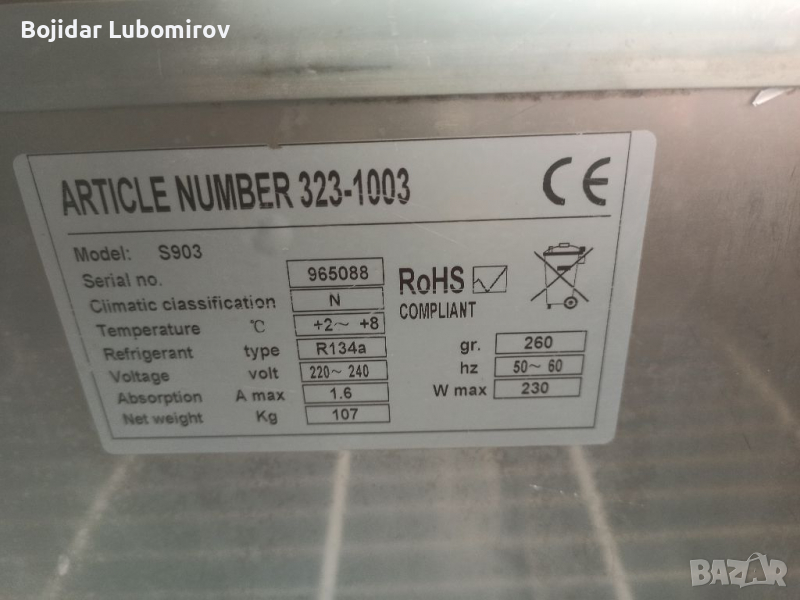 Bojidar Lubomirov
ARTICLE NUMBER 323-1003
CE
Model: S903
Serial no. 965088
Climatic classification N
Temperature °C +2~ +8
Refrigerant type R134a
Voltage volt 220~ 240
Absorption A max 1.6
Net weight Kg 107
RoHS
COMPLIANT
gr. 260
hz 50~ 60
W max 230
BAZAR